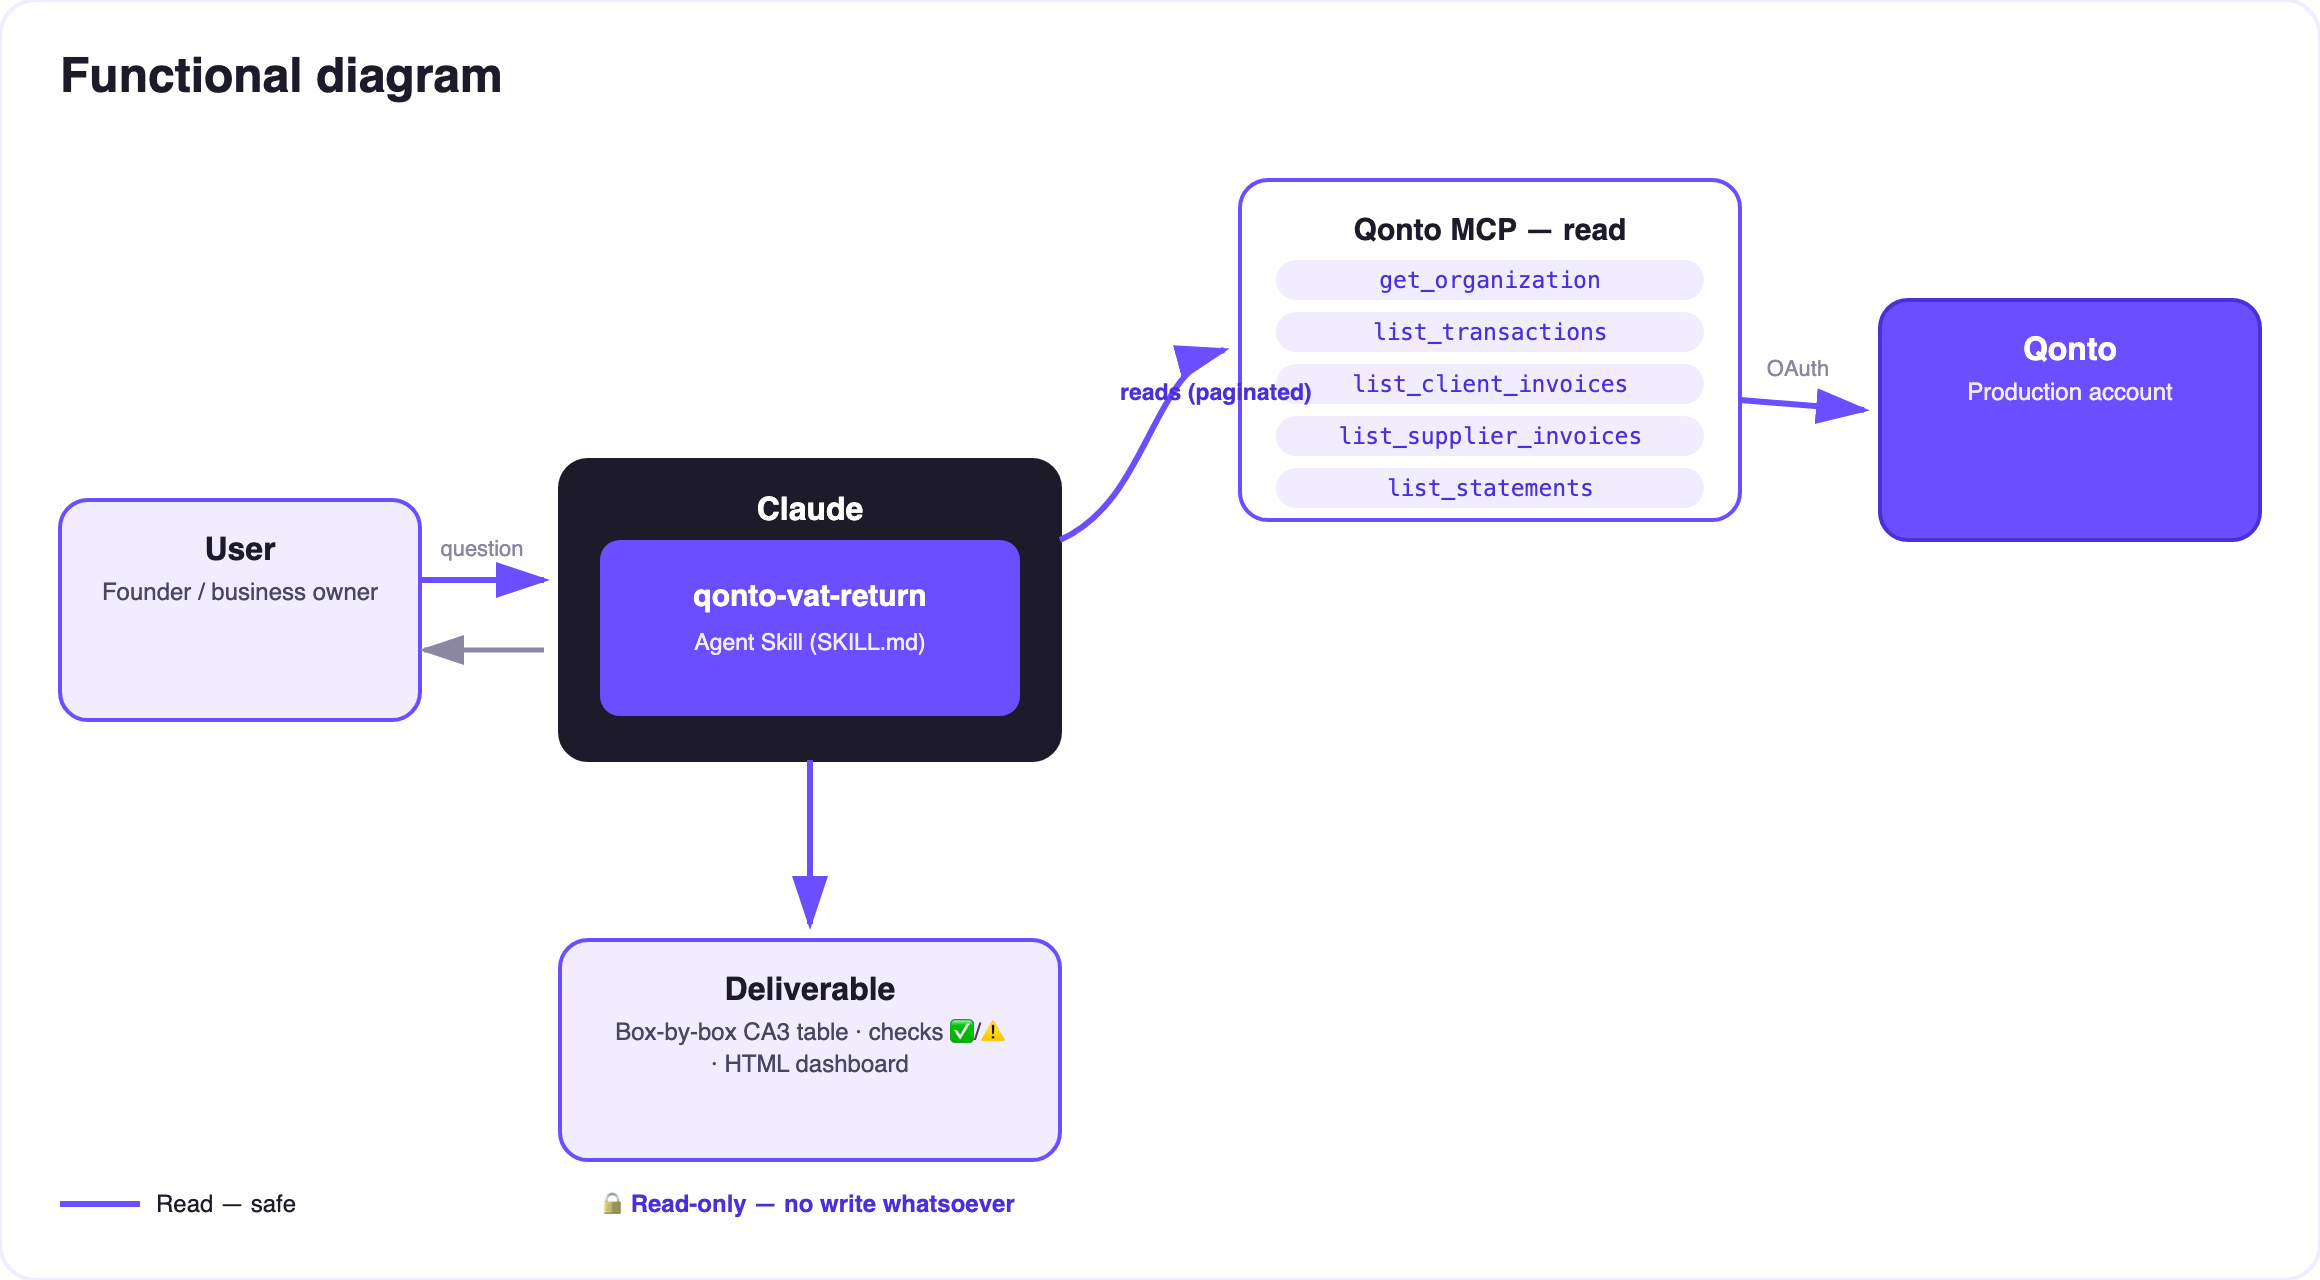 Functional diagram
Qonto MCP — read
get_organization
list_transactions
list_client_invoices
list_supplier_invoices
list_statements
reads (paginated)
OAuth
Qonto
Production account
User
Founder / business owner
question
Claude
qonto-vat-return
Agent Skill (SKILL.md)
Deliverable
Box-by-box CA3 table · checks ✅/⚠️
· HTML dashboard
Read — safe
🔒 Read-only — no write whatsoever